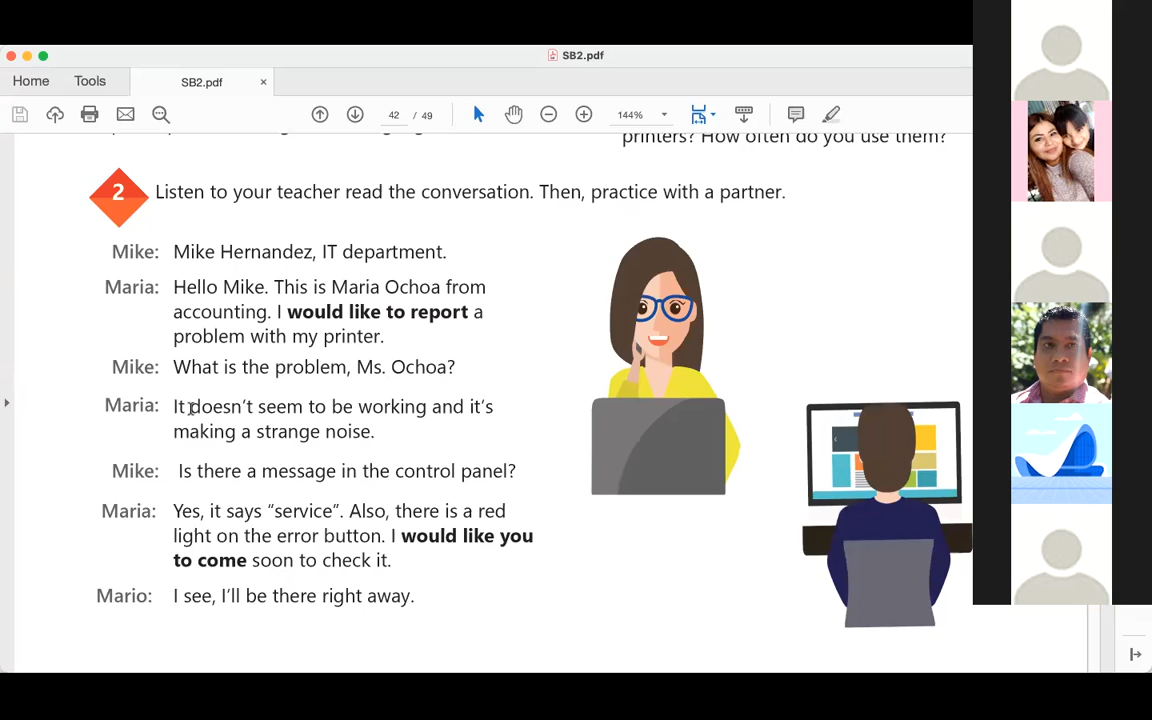 SB2.pdf
Home
Tools
SB2.pdf
×
42 / 49
144%
printers? How often do you use them?
2
Listen to your teacher read the conversation. Then, practice with a partner.
Mike: Mike Hernandez, IT department.
Maria: Hello Mike. This is Maria Ochoa from
accounting. I would like to report a
problem with my printer.
Mike: What is the problem, Ms. Ochoa?
Maria: It doesn't seem to be working and it's
making a strange noise.
Mike: Is there a message in the control panel?
Maria: Yes, it says “service”. Also, there is a red
light on the error button. I would like you
to come soon to check it.
Mario: I see, I'll be there right away.